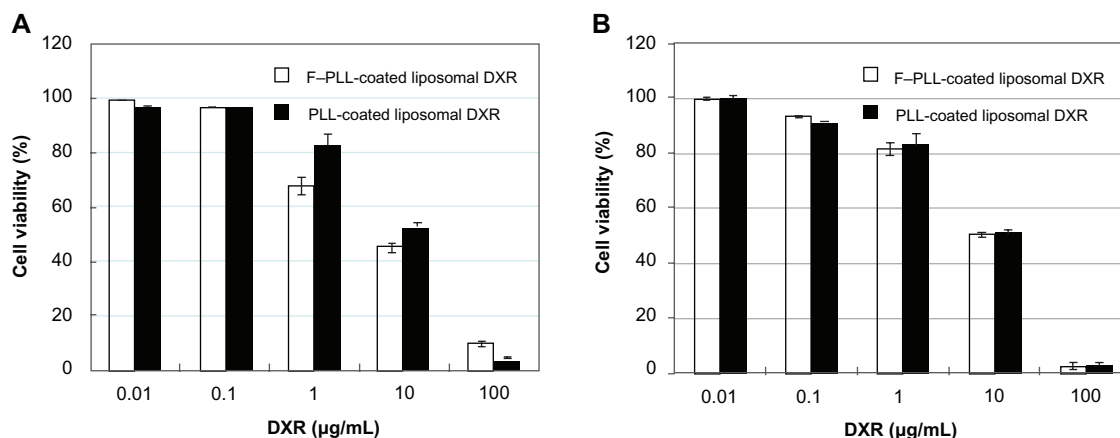 A
120
100
80
60
40
20
0
Cell viability (%)
F–PLL-coated liposomal DXR
PLL-coated liposomal DXR
0.01 0.1 1 10 100
DXR (µg/mL)
B
120
100
80
60
40
20
0
Cell viability (%)
F–PLL-coated liposomal DXR
PLL-coated liposomal DXR
0.01 0.1 1 10 100
DXR (µg/mL)